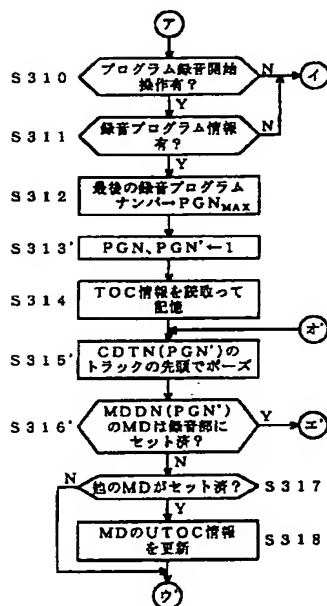 ア
S310
プログラム録音開始
操作有?
N
イ
Y
S311
録音プログラム情報
有?
N
Y
S312
最後の録音プログラム
ナンバー→PGNMAX
S313'
PGN、PGN'←1
S314
TOC情報を読取って
記憶
オ'
S315'
CDTN(PGN')の
トラックの先頭でポーズ
S316'
MDDN(PGN')
のMDは録音部に
セット済?
Y
エ'
N
N
他のMDがセット済?
S317
Y
MDのUTOC情報
を更新
S318
ウ'